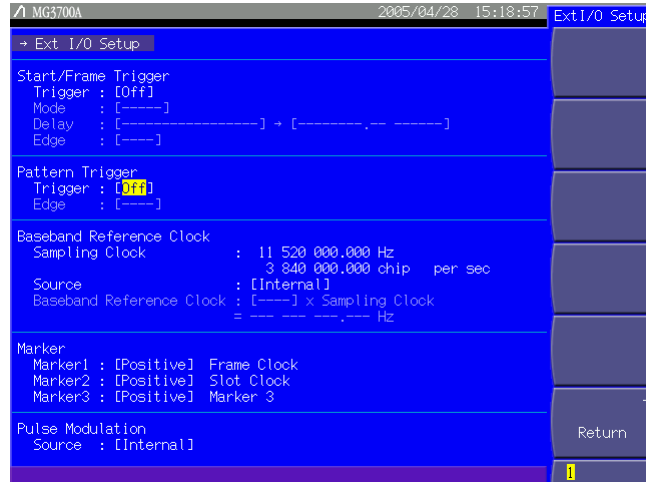 MG3700A 2005/04/28 15:18:57
Ext I/O Setup
→ Ext I/O Setup
Start/Frame Trigger
Trigger : [Off]
Mode : [-----]
Delay : [-----------------] → [--------.-- ------]
Edge : [----]
Pattern Trigger
Trigger : [Off]
Edge : [----]
Baseband Reference Clock
Sampling Clock : 11 520 000.000 Hz
3 840 000.000 chip per sec
Source : [Internal]
Baseband Reference Clock : [----] x Sampling Clock
= --- --- ---.--- Hz
Marker
Marker1 : [Positive] Frame Clock
Marker2 : [Positive] Slot Clock
Marker3 : [Positive] Marker 3
Pulse Modulation
Source : [Internal]
Return
1